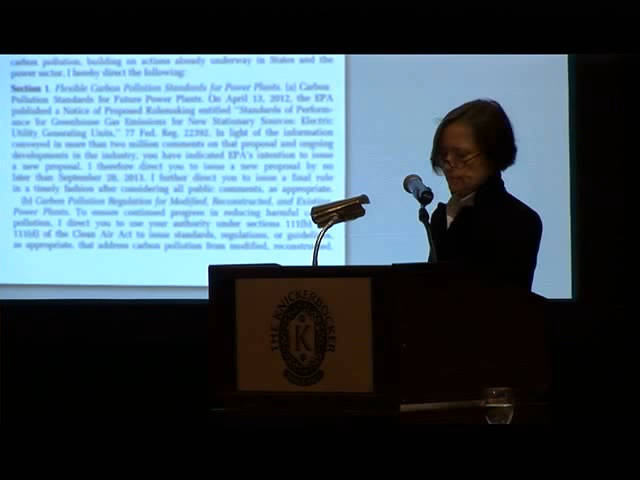 carbon pollution, building on actions already underway in States and the
power sector, I hereby direct the following:
Section 1. Flexible Carbon Pollution Standards for Power Plants. (a) Carbon
Pollution Standards for Future Power Plants. On April 13, 2012, the EPA
published a Notice of Proposed Rulemaking entitled "Standards of Perform-
ance for Greenhouse Gas Emissions for New Stationary Sources: Electric
Utility Generating Units," 77 Fed. Reg. 22392. In light of the information
conveyed in more than two million comments on that proposal and ongoing
developments in the industry, you have indicated EPA's intention to issue
a new proposal. I therefore direct you to issue a new proposal by no
later than September 20, 2013. I further direct you to issue a final rule
in a timely fashion after considering all public comments, as appropriate.
(b) Carbon Pollution Regulation for Modified, Reconstructed, and Existing
Power Plants. To ensure continued progress in reducing harmful
pollution, I direct you to use your authority under sections 111(b)
111(d) of the Clean Air Act to issue standards, regulations, or guidelines,
as appropriate, that address carbon pollution from modified, reconstructed,
THE KNICKERBOCKER
K